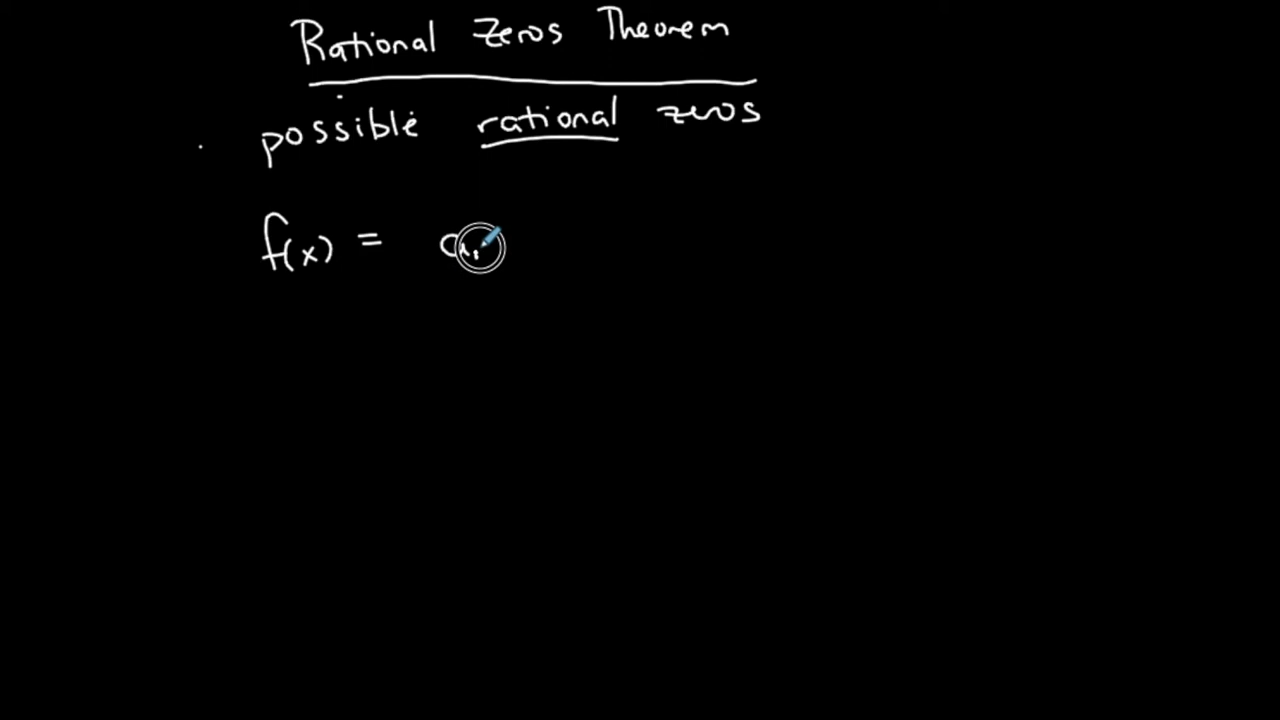 Rational Zeros Theorem
possible rational zeros
f(x) = a